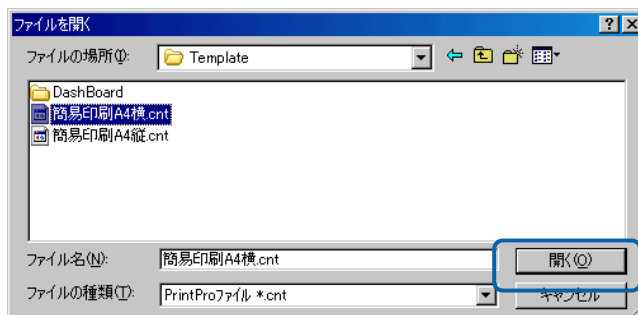 ファイルを開く
ファイルの場所(I):
Template
DashBoard
簡易印刷A4横.cnt
簡易印刷A4縦.cnt
ファイル名(N):
簡易印刷A4横.cnt
開く(O)
ファイルの種類(T):
PrintProファイル *.cnt
キャンセル